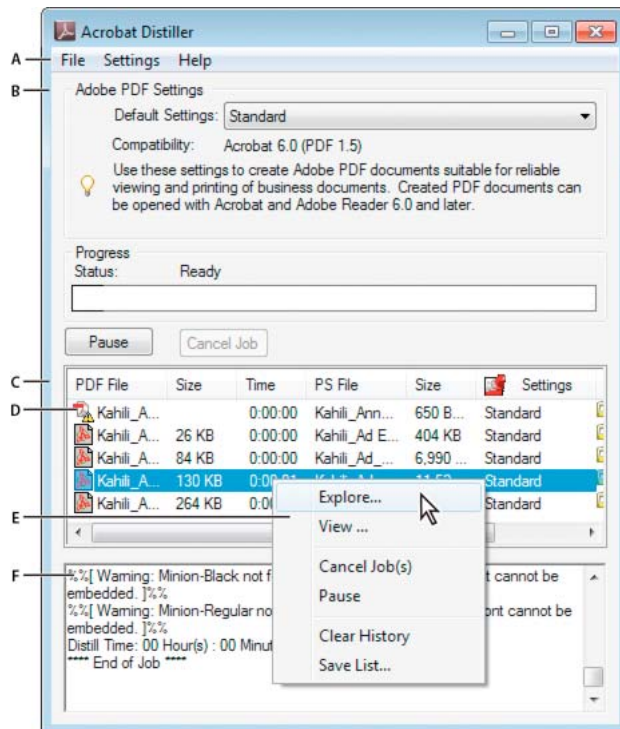 Acrobat Distiller
A
File Settings Help
B
Adobe PDF Settings
Default Settings: Standard
Compatibility: Acrobat 6.0 (PDF 1.5)
Use these settings to create Adobe PDF documents suitable for reliable
viewing and printing of business documents. Created PDF documents can
be opened with Acrobat and Adobe Reader 6.0 and later.
Progress
Status: Ready
Pause Cancel Job
C
PDF File Size Time PS File Size Settings
D
Kahili_A... 0:00:00 Kahili_Ann... 650 B... Standard
Kahili_A... 26 KB 0:00:00 Kahili_Ad E... 404 KB Standard
Kahili_A... 84 KB 0:00:00 Kahili_Ad_... 6,990 ... Standard
Kahili_A... 130 KB Standard
Kahili_A... 264 KB Standard
E
Explore...
View ...
Cancel Job(s)
Pause
Clear History
Save List...
F
%%[ Warning: Minion-Black not f t cannot be
embedded. ]%%
%%[ Warning: Minion-Regular no ont cannot be
embedded. ]%%
Distill Time: 00 Hour(s) : 00 Minut
**** End of Job ****